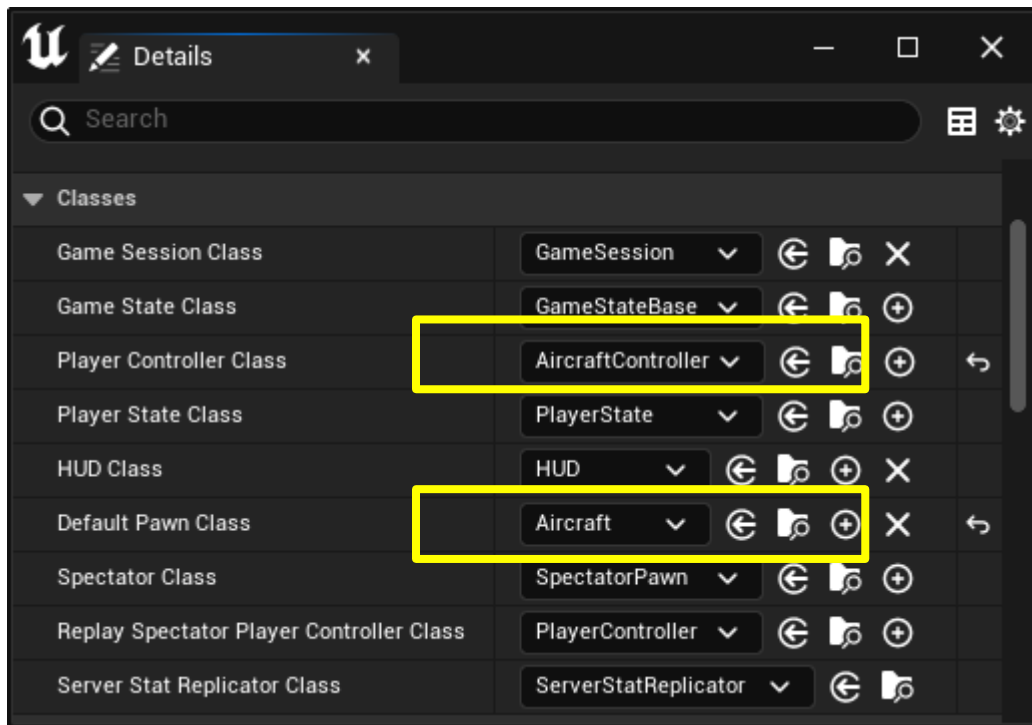 Details
Search
Classes
Game Session Class GameSession
Game State Class GameStateBase
Player Controller Class AircraftController
Player State Class PlayerState
HUD Class HUD
Default Pawn Class Aircraft
Spectator Class SpectatorPawn
Replay Spectator Player Controller Class PlayerController
Server Stat Replicator Class ServerStatReplicator